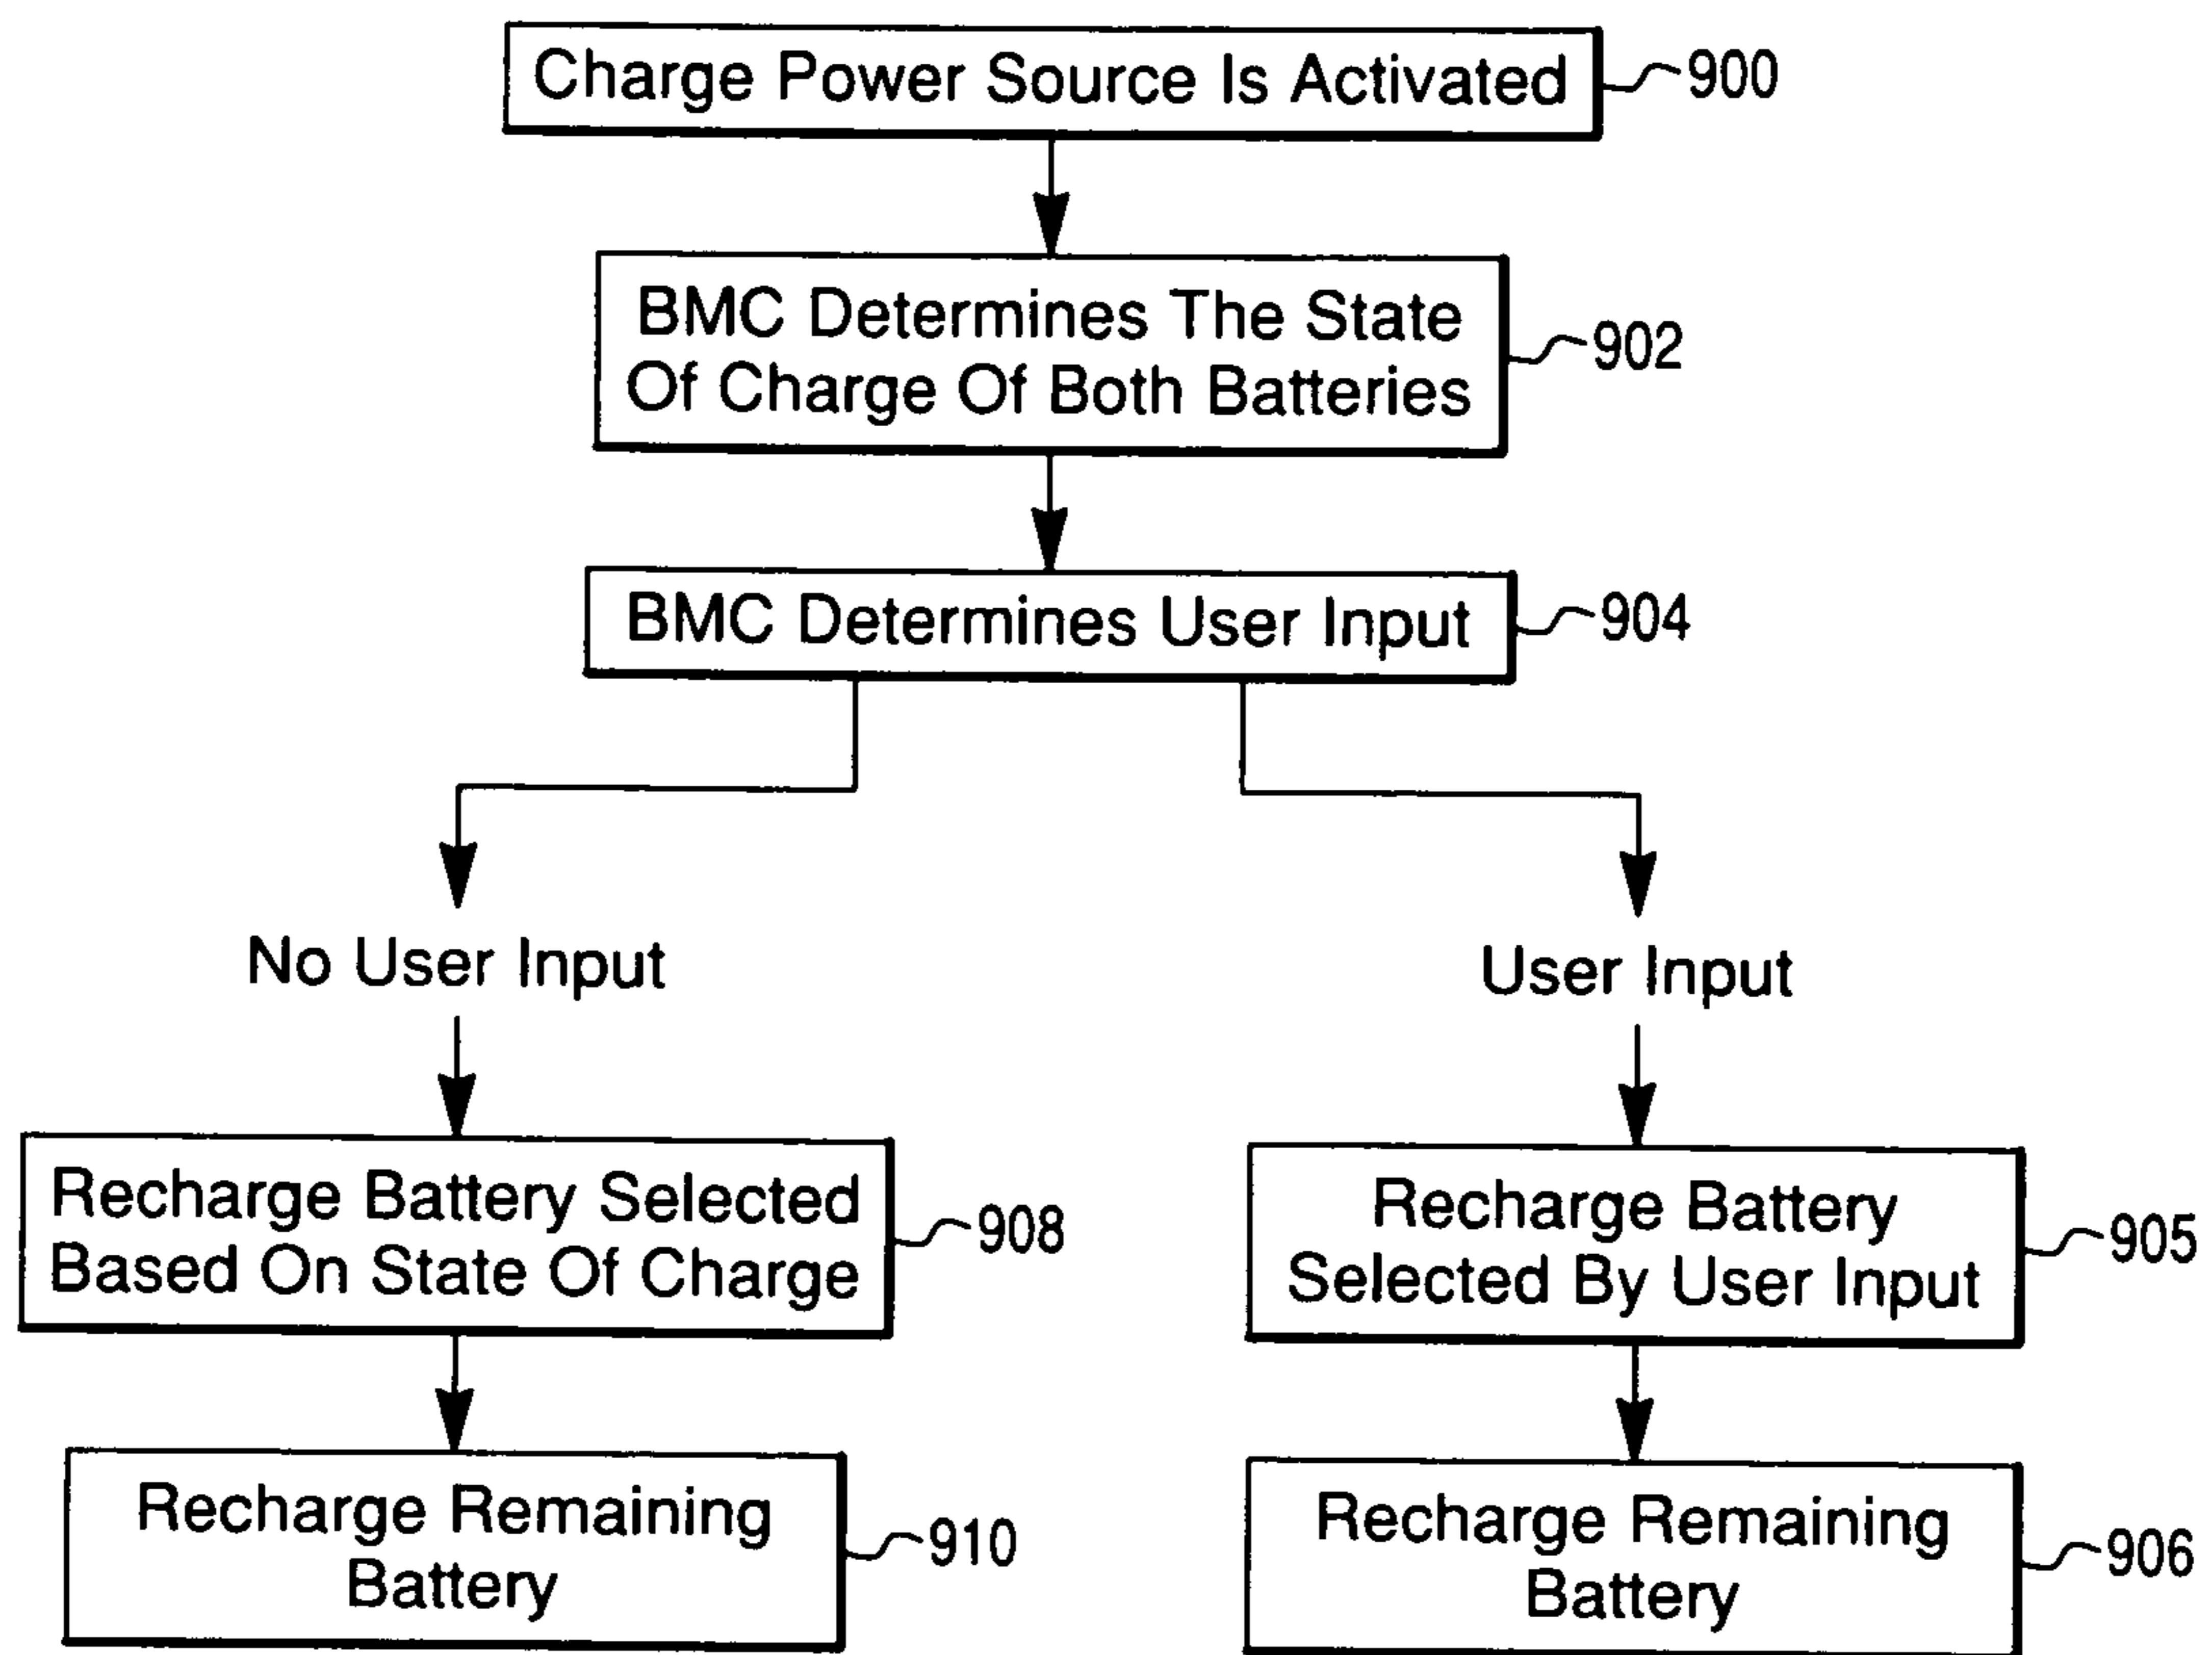 Charge Power Source Is Activated
900
BMC Determines The State
Of Charge Of Both Batteries
902
BMC Determines User Input
904
No User Input
User Input
Recharge Battery Selected
Based On State Of Charge
908
Recharge Battery
Selected By User Input
905
Recharge Remaining
Battery
910
Recharge Remaining
Battery
906